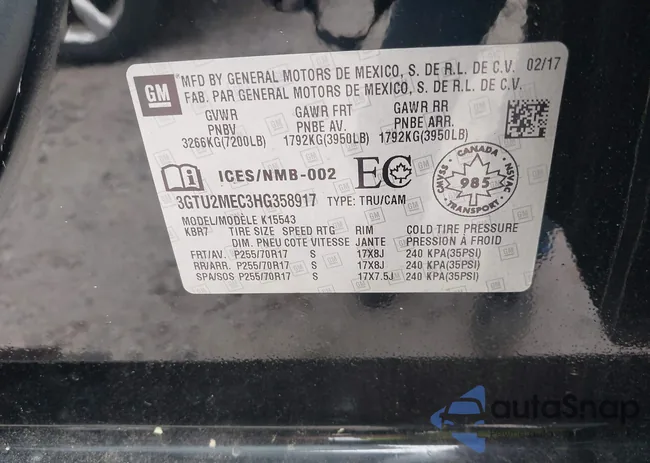 GM
MFD BY GENERAL MOTORS DE MEXICO, S. DE R.L. DE C.V. 02/17
FAB. PAR GENERAL MOTORS DE MEXICO, S. DE R.L. DE C.V.
GVWR GAWR FRT GAWR RR
PNBV PNBE AV. PNBE ARR.
3266KG(7200LB) 1792KG(3950LB) 1792KG(3950LB)
ICES/NMB-002 EC
CANADA
CMVSS 985 NSVAC
TRANSPORT
3GTU2MEC3HG358917 TYPE: TRU/CAM
MODEL/MODÈLE K15543
KBR7 TIRE SIZE SPEED RTG RIM COLD TIRE PRESSURE
DIM. PNEU COTE VITESSE JANTE PRESSION À FROID
FRT/AV. P255/70R17 S 17X8J 240 KPA(35PSI)
RR/ARR. P255/70R17 S 17X8J 240 KPA(35PSI)
SPA/SOS P255/70R17 S 17X7.5J 240 KPA(35PSI)
autoSnap